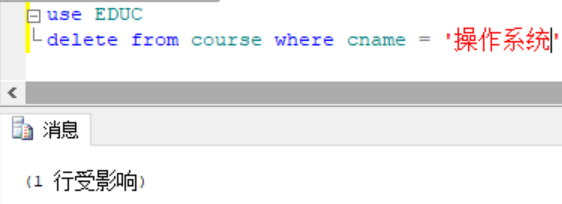 use EDUC
delete from course where cname = '操作系统'
消息
(1 行受影响)